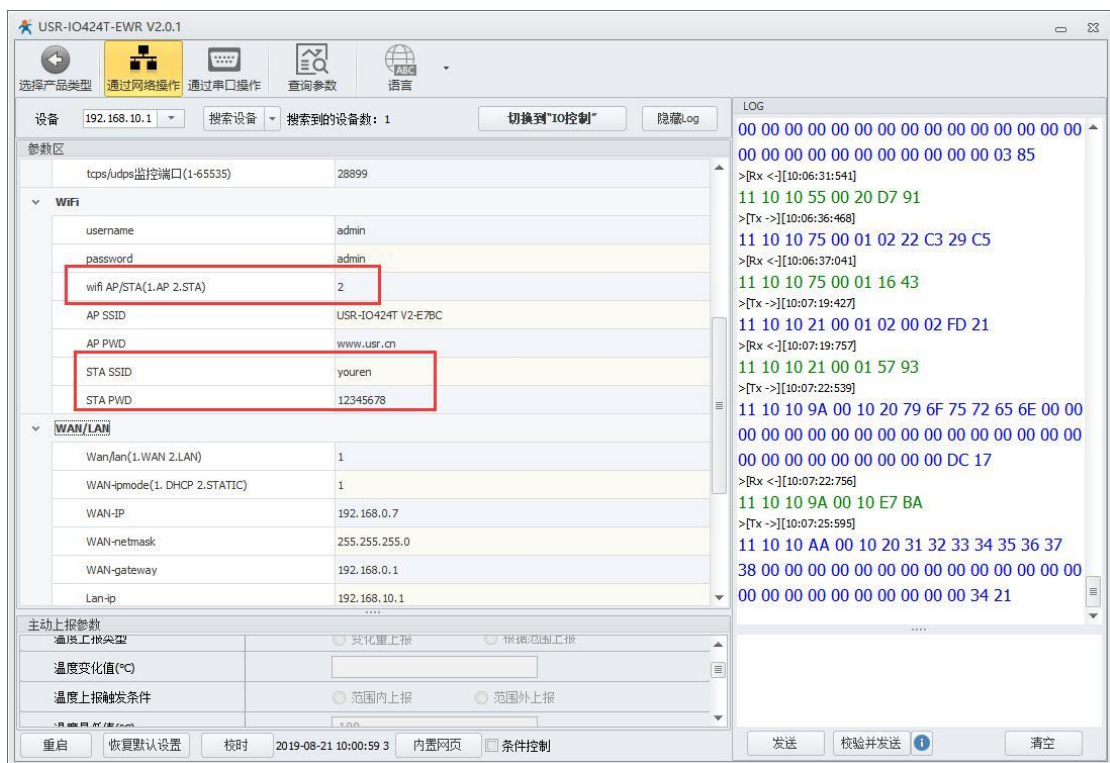 USR-IO424T-EWR V2.0.1
选择产品类型 通过网络操作 通过串口操作 查询参数 语言
设备 192.168.10.1 搜索设备 搜索到的设备数: 1 切换到"IO控制" 隐藏Log
参数区
tcps/udps监控端口(1-65535) 28899
WiFi
username admin
password admin
wifi AP/STA(1.AP 2.STA) 2
AP SSID USR-IO424T V2-E7BC
AP PWD www.usr.cn
STA SSID youren
STA PWD 12345678
WAN/LAN
Wan/lan(1.WAN 2.LAN) 1
WAN-ipmode(1. DHCP 2.STATIC) 1
WAN-IP 192.168.0.7
WAN-netmask 255.255.255.0
WAN-gateway 192.168.0.1
Lan-ip 192.168.10.1
主动上报参数
温度上报类型 变化量上报 根据范围上报
温度变化值(℃)
温度上报触发条件 范围内上报 范围外上报
重启 恢复默认设置 校时 2019-08-21 10:00:59 3 内置网页 条件控制
LOG
00 00 00 00 00 00 00 00 00 00 00 00 00 00 00 00
00 00 00 00 00 00 00 00 00 00 00 00 03 85
>[Rx <-][10:06:31:541]
11 10 10 55 00 20 D7 91
>[Tx ->][10:06:36:468]
11 10 10 75 00 01 02 22 C3 29 C5
>[Rx <-][10:06:37:041]
11 10 10 75 00 01 16 43
>[Tx ->][10:07:19:427]
11 10 10 21 00 01 02 00 02 FD 21
>[Rx <-][10:07:19:757]
11 10 10 21 00 01 57 93
>[Tx ->][10:07:22:539]
11 10 10 9A 00 10 20 79 6F 75 72 65 6E 00 00
00 00 00 00 00 00 00 00 00 00 00 00 00 00 00 00
00 00 00 00 00 00 00 00 00 DC 17
>[Rx <-][10:07:22:756]
11 10 10 9A 00 10 E7 BA
>[Tx ->][10:07:25:595]
11 10 10 AA 00 10 20 31 32 33 34 35 36 37
38 00 00 00 00 00 00 00 00 00 00 00 00 00 00 00
00 00 00 00 00 00 00 00 00 00 34 21
发送 校验并发送 清空